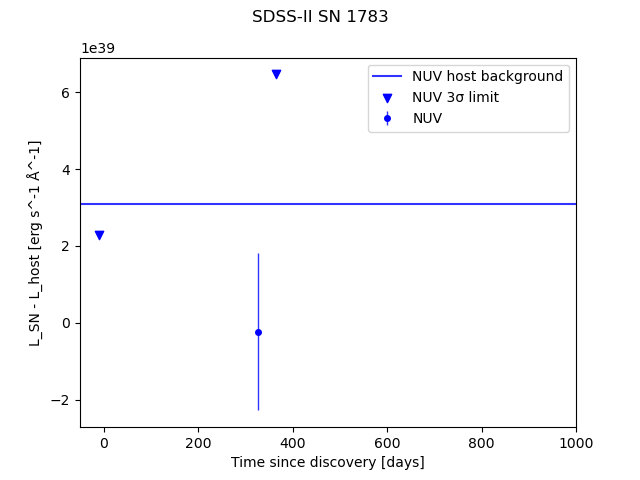 SDSS-II SN 1783
1e39
NUV host background
NUV 3σ limit
NUV
6
4
2
0
−2
L_SN - L_host [erg s^-1 Å^-1]
0 200 400 600 800 1000
Time since discovery [days]